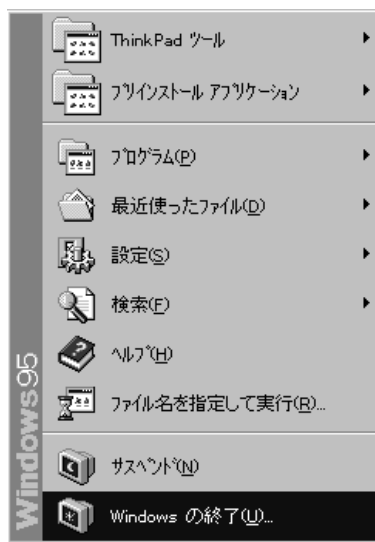 ThinkPad ツール
プリインストール アプリケーション
プログラム(P)
最近使ったファイル(D)
設定(S)
検索(F)
ヘルプ(H)
ファイル名を指定して実行(R)...
サスペンド(N)
Windows の終了(U)...
Windows95